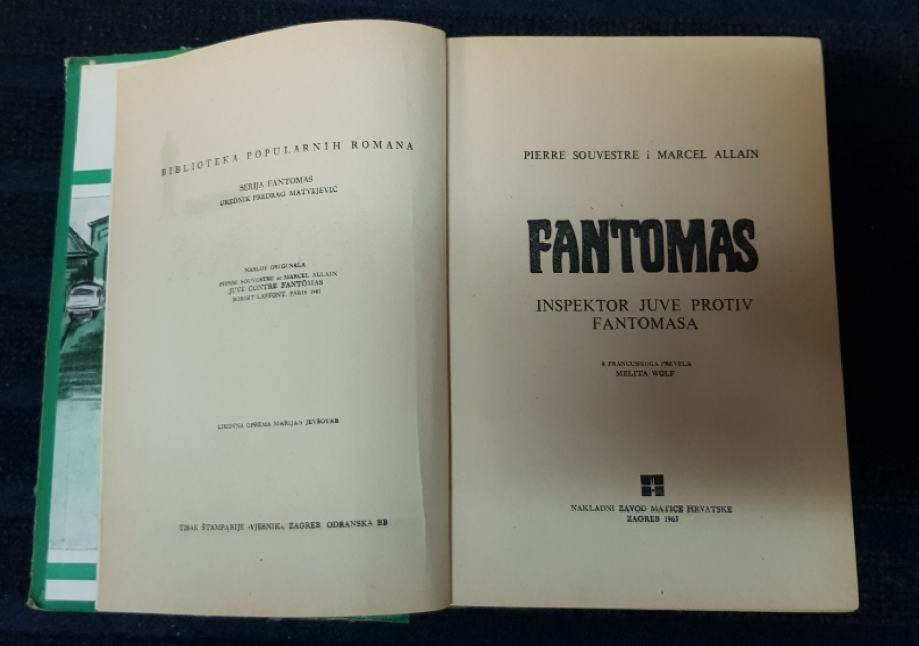 BIBLIOTEKA POPULARNIH ROMANA
SERIJA FANTOMAS
UREDNIK PREDRAG MATVEJEVIĆ
NASLOV ORIGINALA
PIERRE SOUVESTRE et MARCEL ALLAIN
JUVE CONTRE FANTÔMAS
ROBERT LAFFONT, PARIS
LIKOVNA OPREMA MARIJAN JEVŠOVAR
TISAK ŠTAMPARIJE »VJESNIK«, ZAGREB, ODRANSKA BB
PIERRE SOUVESTRE i MARCEL ALLAIN
FANTOMAS
INSPEKTOR JUVE PROTIV
FANTOMASA
S FRANCUSKOGA PREVELA
MELITA WOLF
NAKLADNI ZAVOD MATICE HRVATSKE
ZAGREB